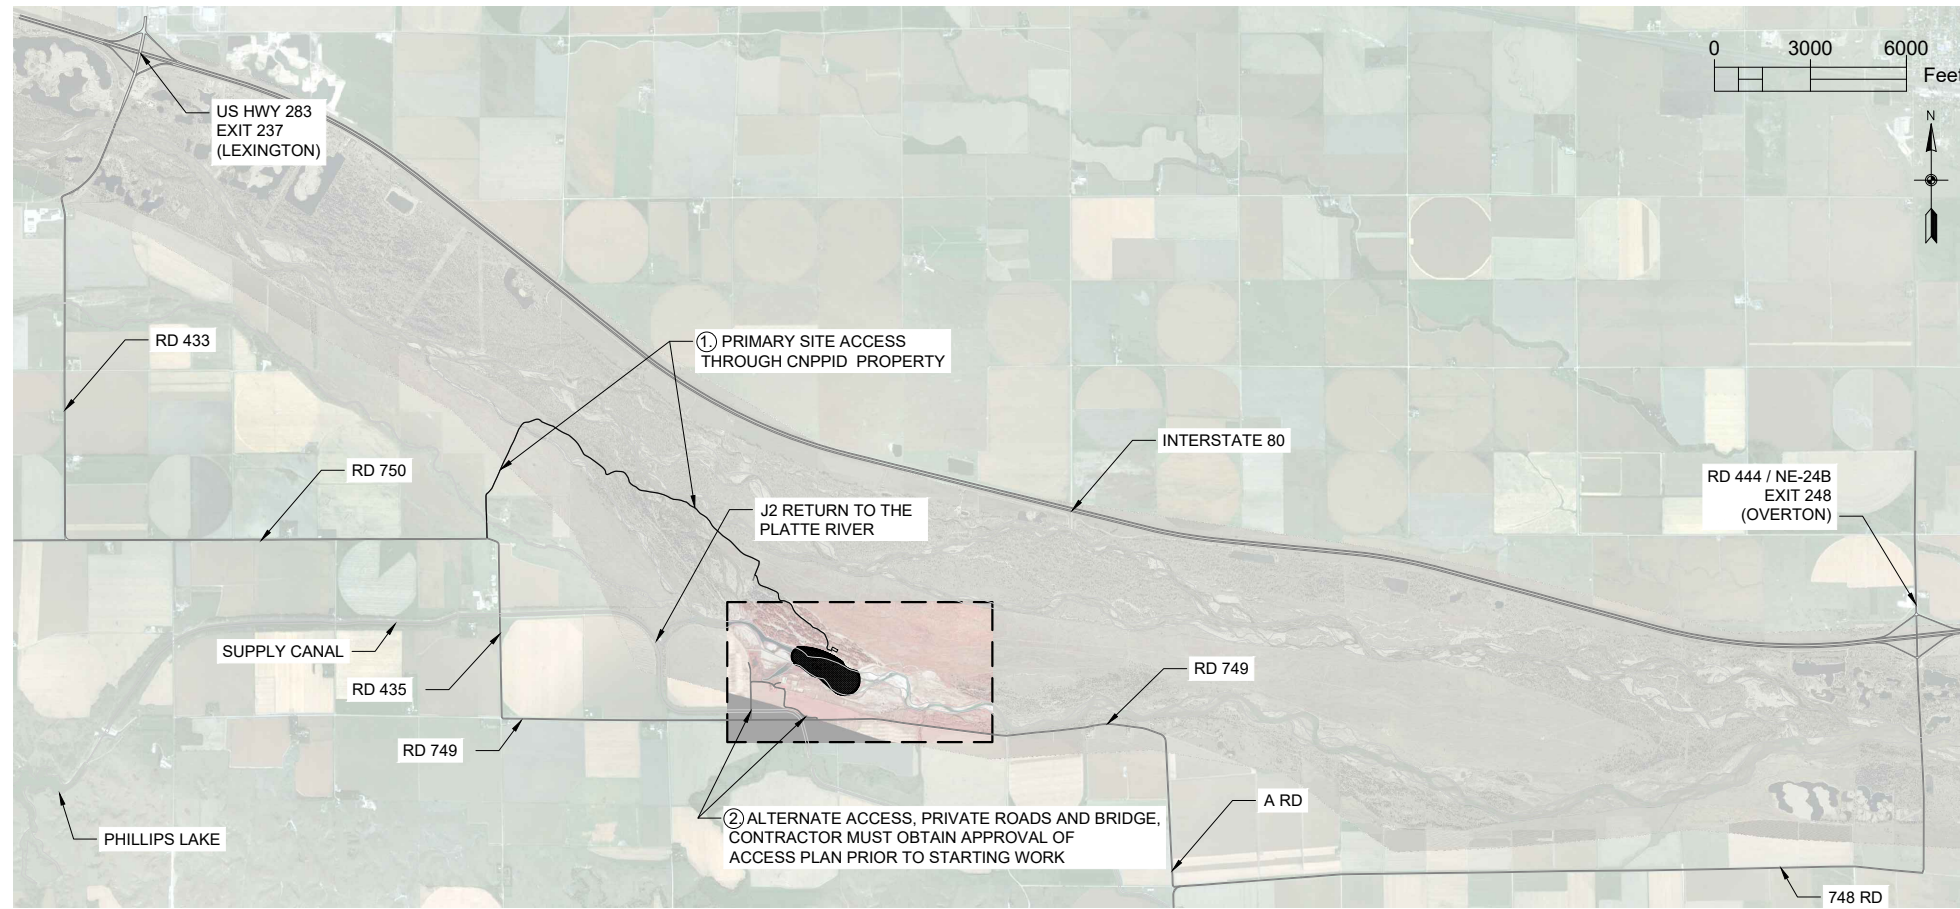 0 3000 6000
Feet
N
US HWY 283
EXIT 237
(LEXINGTON)
RD 433
① PRIMARY SITE ACCESS
THROUGH CNPPID PROPERTY
INTERSTATE 80
RD 750
RD 444 / NE-24B
EXIT 248
(OVERTON)
J2 RETURN TO THE
PLATTE RIVER
SUPPLY CANAL
RD 435
RD 749
RD 749
A RD
② ALTERNATE ACCESS, PRIVATE ROADS AND BRIDGE,
CONTRACTOR MUST OBTAIN APPROVAL OF
ACCESS PLAN PRIOR TO STARTING WORK
PHILLIPS LAKE
748 RD